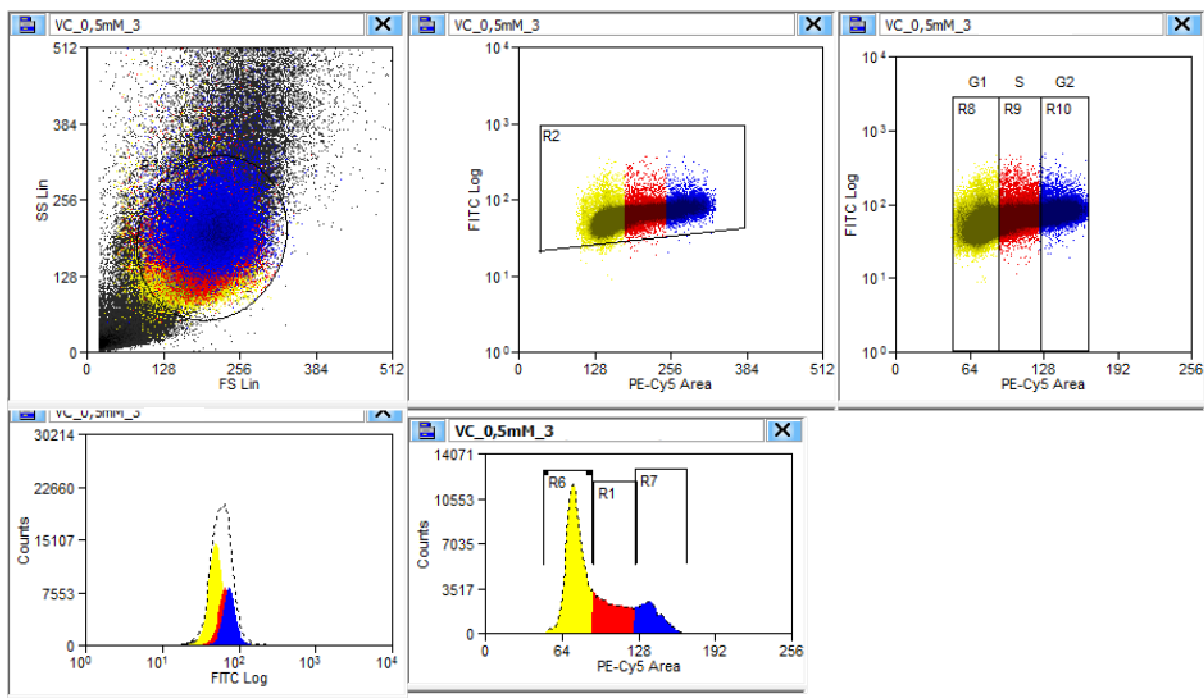 VC_0,5mM_3
512
384
256
128
0
SS Lin
0 128 256 384 512
FS Lin
VC_0,5mM_3
10⁴
10³
10²
10¹
10⁰
FITC Log
R2
0 128 256 384 512
PE-Cy5 Area
VC_0,5mM_3
10⁴
10³
10²
10¹
10⁰
FITC Log
G1 S G2
R8 R9 R10
0 64 128 192 256
PE-Cy5 Area
VC_0,5mM_3
30214
22660
15107
7553
0
Counts
10⁰ 10¹ 10² 10³ 10⁴
FITC Log
VC_0,5mM_3
14071
10553
7035
3517
0
Counts
R6 R1 R7
0 64 128 192 256
PE-Cy5 Area